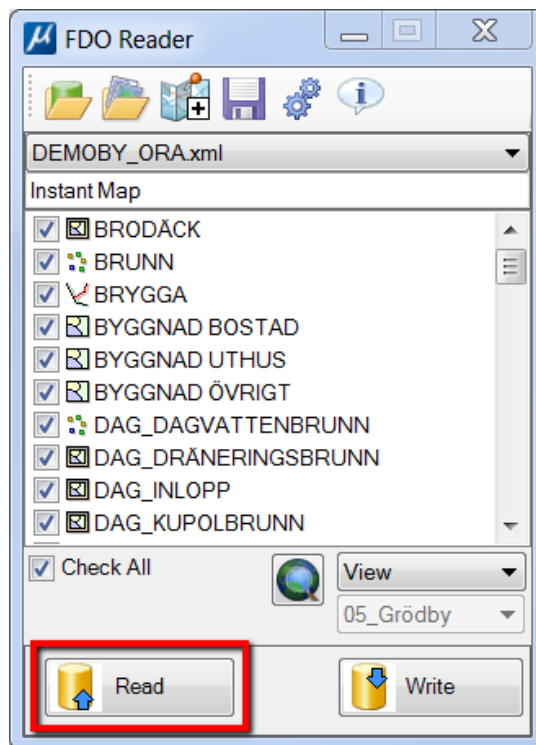 FDO Reader
DEMOBY_ORA.xml
Instant Map
BRODÄCK
BRUNN
BRYGGA
BYGGNAD BOSTAD
BYGGNAD UTHUS
BYGGNAD ÖVRIGT
DAG_DAGVATTENBRUNN
DAG_DRÄNERINGSBRUNN
DAG_INLOPP
DAG_KUPOLBRUNN
Check All
View
05_Grödby
Read
Write